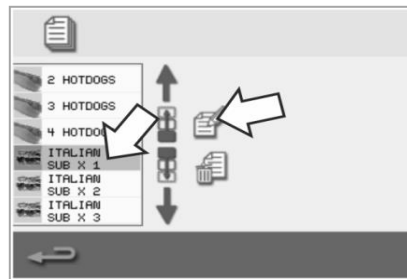 2 HOTDOGS
3 HOTDOGS
4 HOTDO
ITALIAN
SUB X 1
ITALIAN
SUB X 2
ITALIAN
SUB X 3